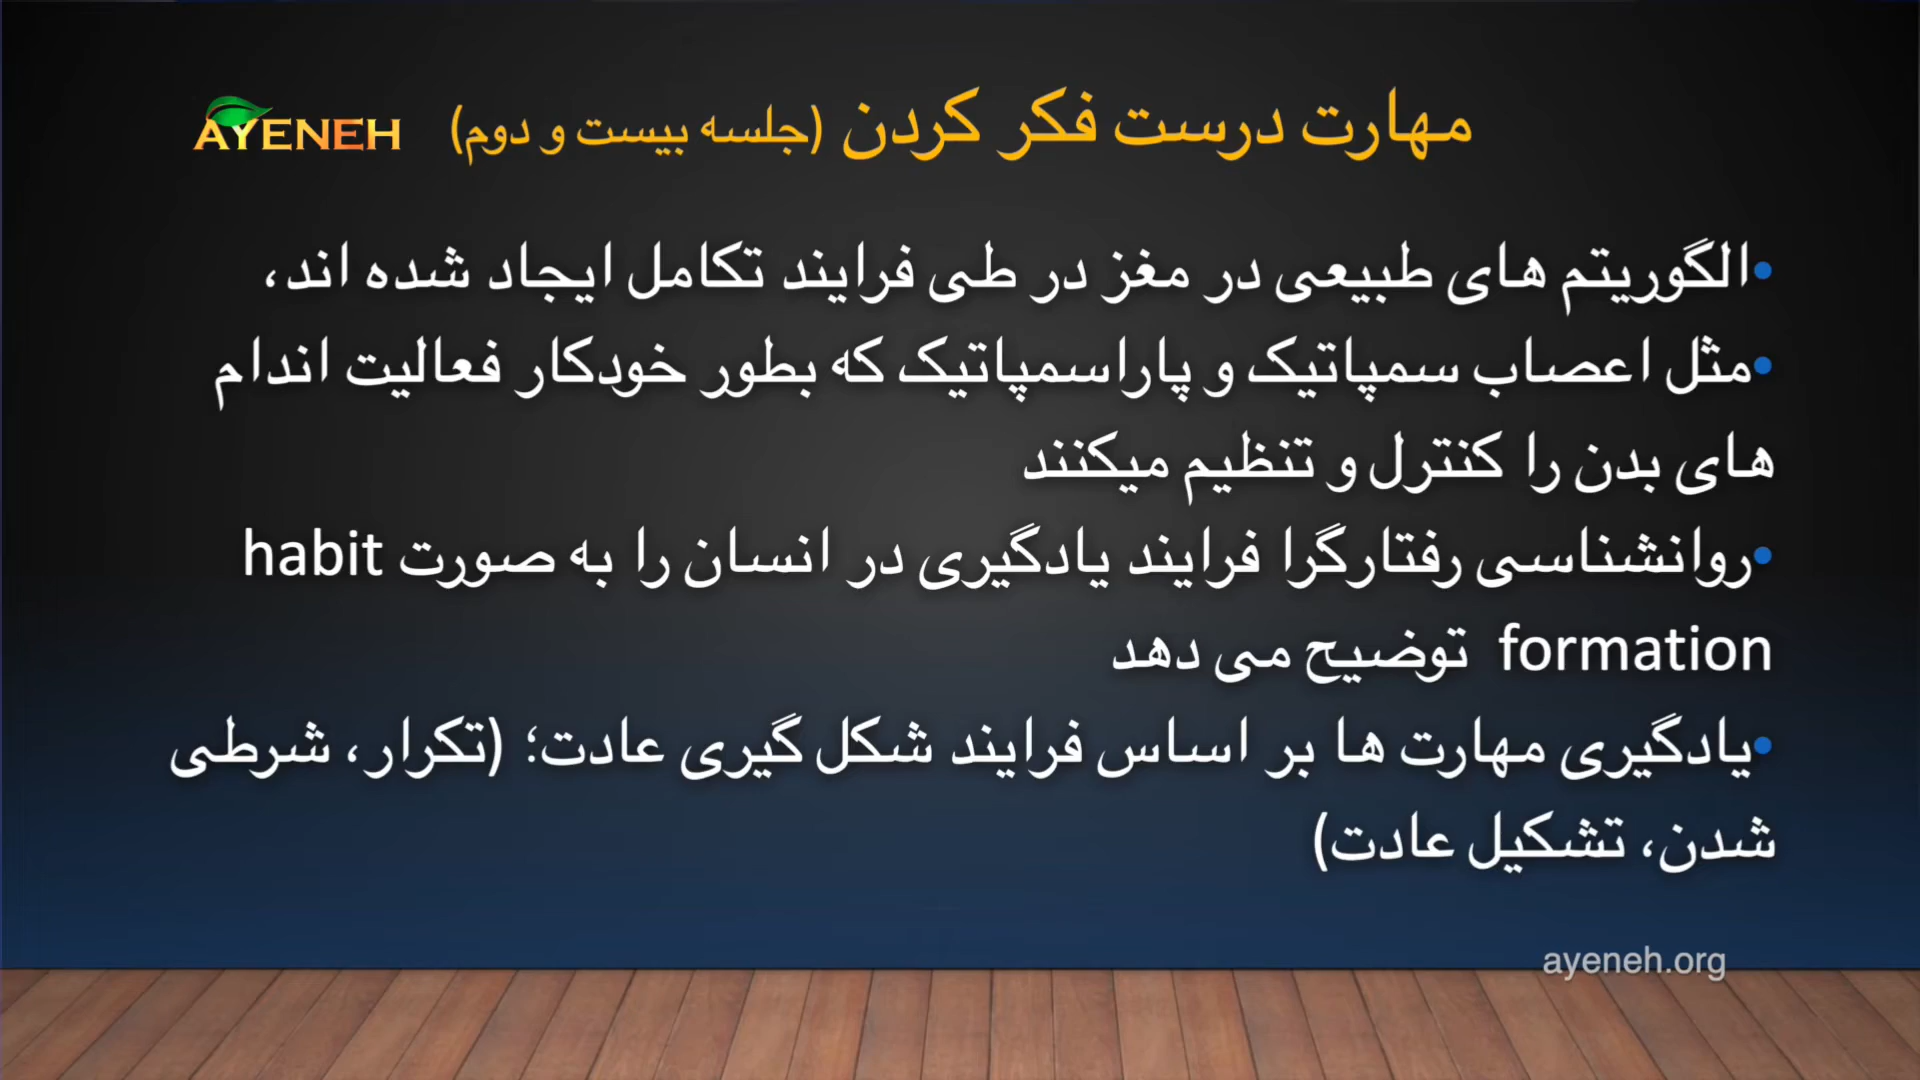 مهارت درست فکر کردن (جلسه بیست و دوم)
AYENEH
•الگوریتم های طبیعی در مغز در طی فرایند تکامل ایجاد شده اند،
•مثل اعصاب سمپاتیک و پاراسمپاتیک که بطور خودکار فعالیت اندام
های بدن را کنترل و تنظیم میکنند
•روانشناسی رفتارگرا فرایند یادگیری در انسان را به صورت habit
formation توضیح می دهد
•یادگیری مهارت ها بر اساس فرایند شکل گیری عادت؛ (تکرار، شرطی
شدن، تشکیل عادت)
ayeneh.org